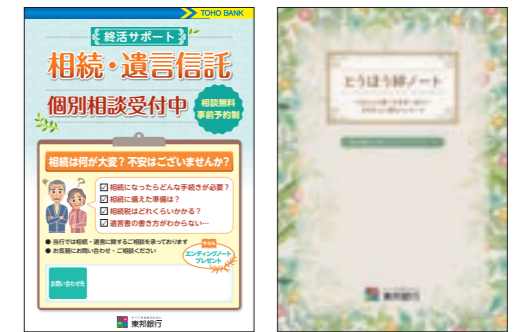 TOHO BANK
終活サポート
相続・遺言信託
個別相談受付中
相談無料
事前予約制
相続は何が大変？不安はございませんか？
相続になったらどんな手続きが必要？
相続に備えた準備は？
相続税はどれくらいかかる？
遺言書の書き方がわからない…
● 当行では相続・遺言に関するご相談を承っております
● お気軽にお問い合わせ・ご相談ください
今なら
エンディングノート
プレゼント
お問い合わせ先
東邦銀行
とうほう絆ノート
東邦銀行